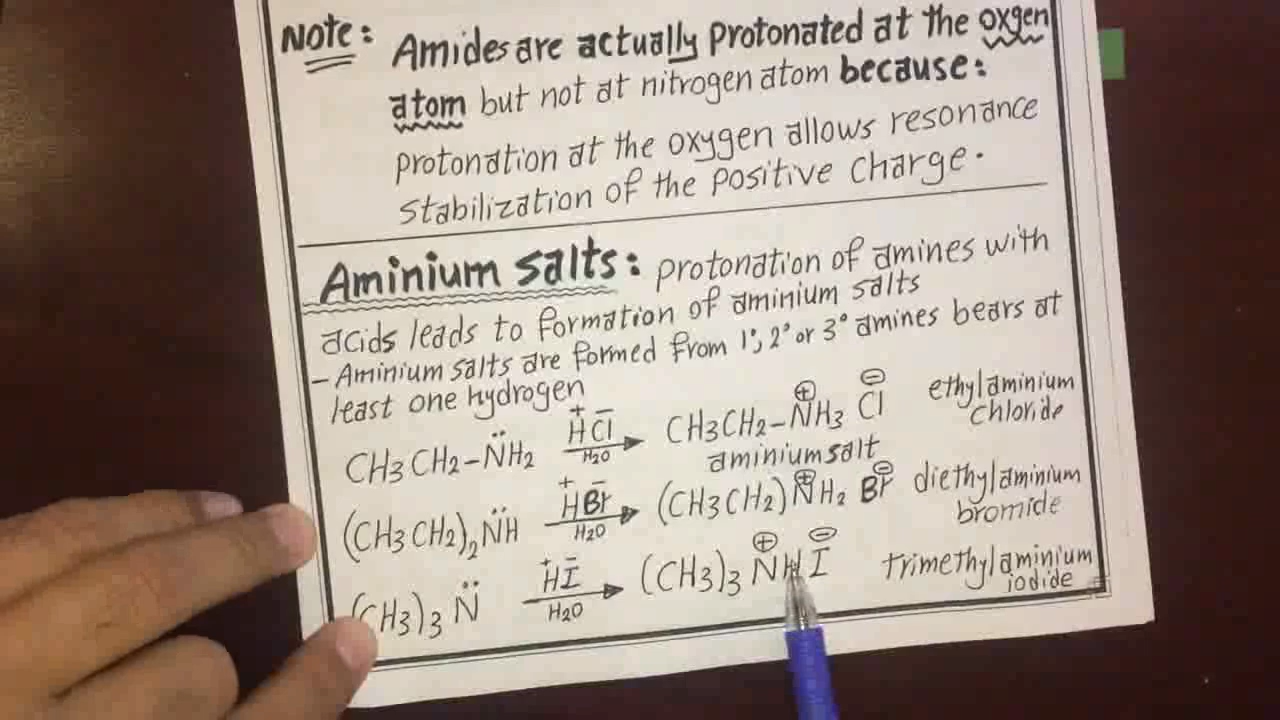 Note: Amides are actually protonated at the oxgen
atom but not at nitrogen atom because:
protonation at the oxygen allows resonance
stabilization of the positive charge.
Aminium salts: protonation of amines with
acids leads to formation of aminium salts
- Aminium salts are formed from 1°, 2° or 3° amines bears at
least one hydrogen
CH3CH2-N̈H2 H⁺Cl⁻ H2O CH3CH2-N⊕H3 Cl⊖ ethylaminium chloride
aminium salt
(CH3CH2)2N̈H H⁺Br⁻ H2O (CH3CH2)N⊕H2 Br⊖ diethylaminium bromide
(CH3)3N̈ H⁺I⁻ H2O (CH3)3N⊕H I⊖ trimethylaminium iodide